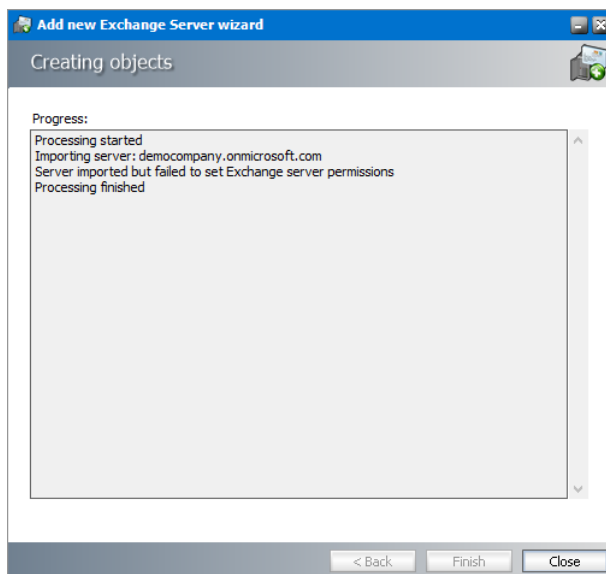 Add new Exchange Server wizard
Creating objects
Progress:
Processing started
Importing server: democompany.onmicrosoft.com
Server imported but failed to set Exchange server permissions
Processing finished
< Back
Finish
Close